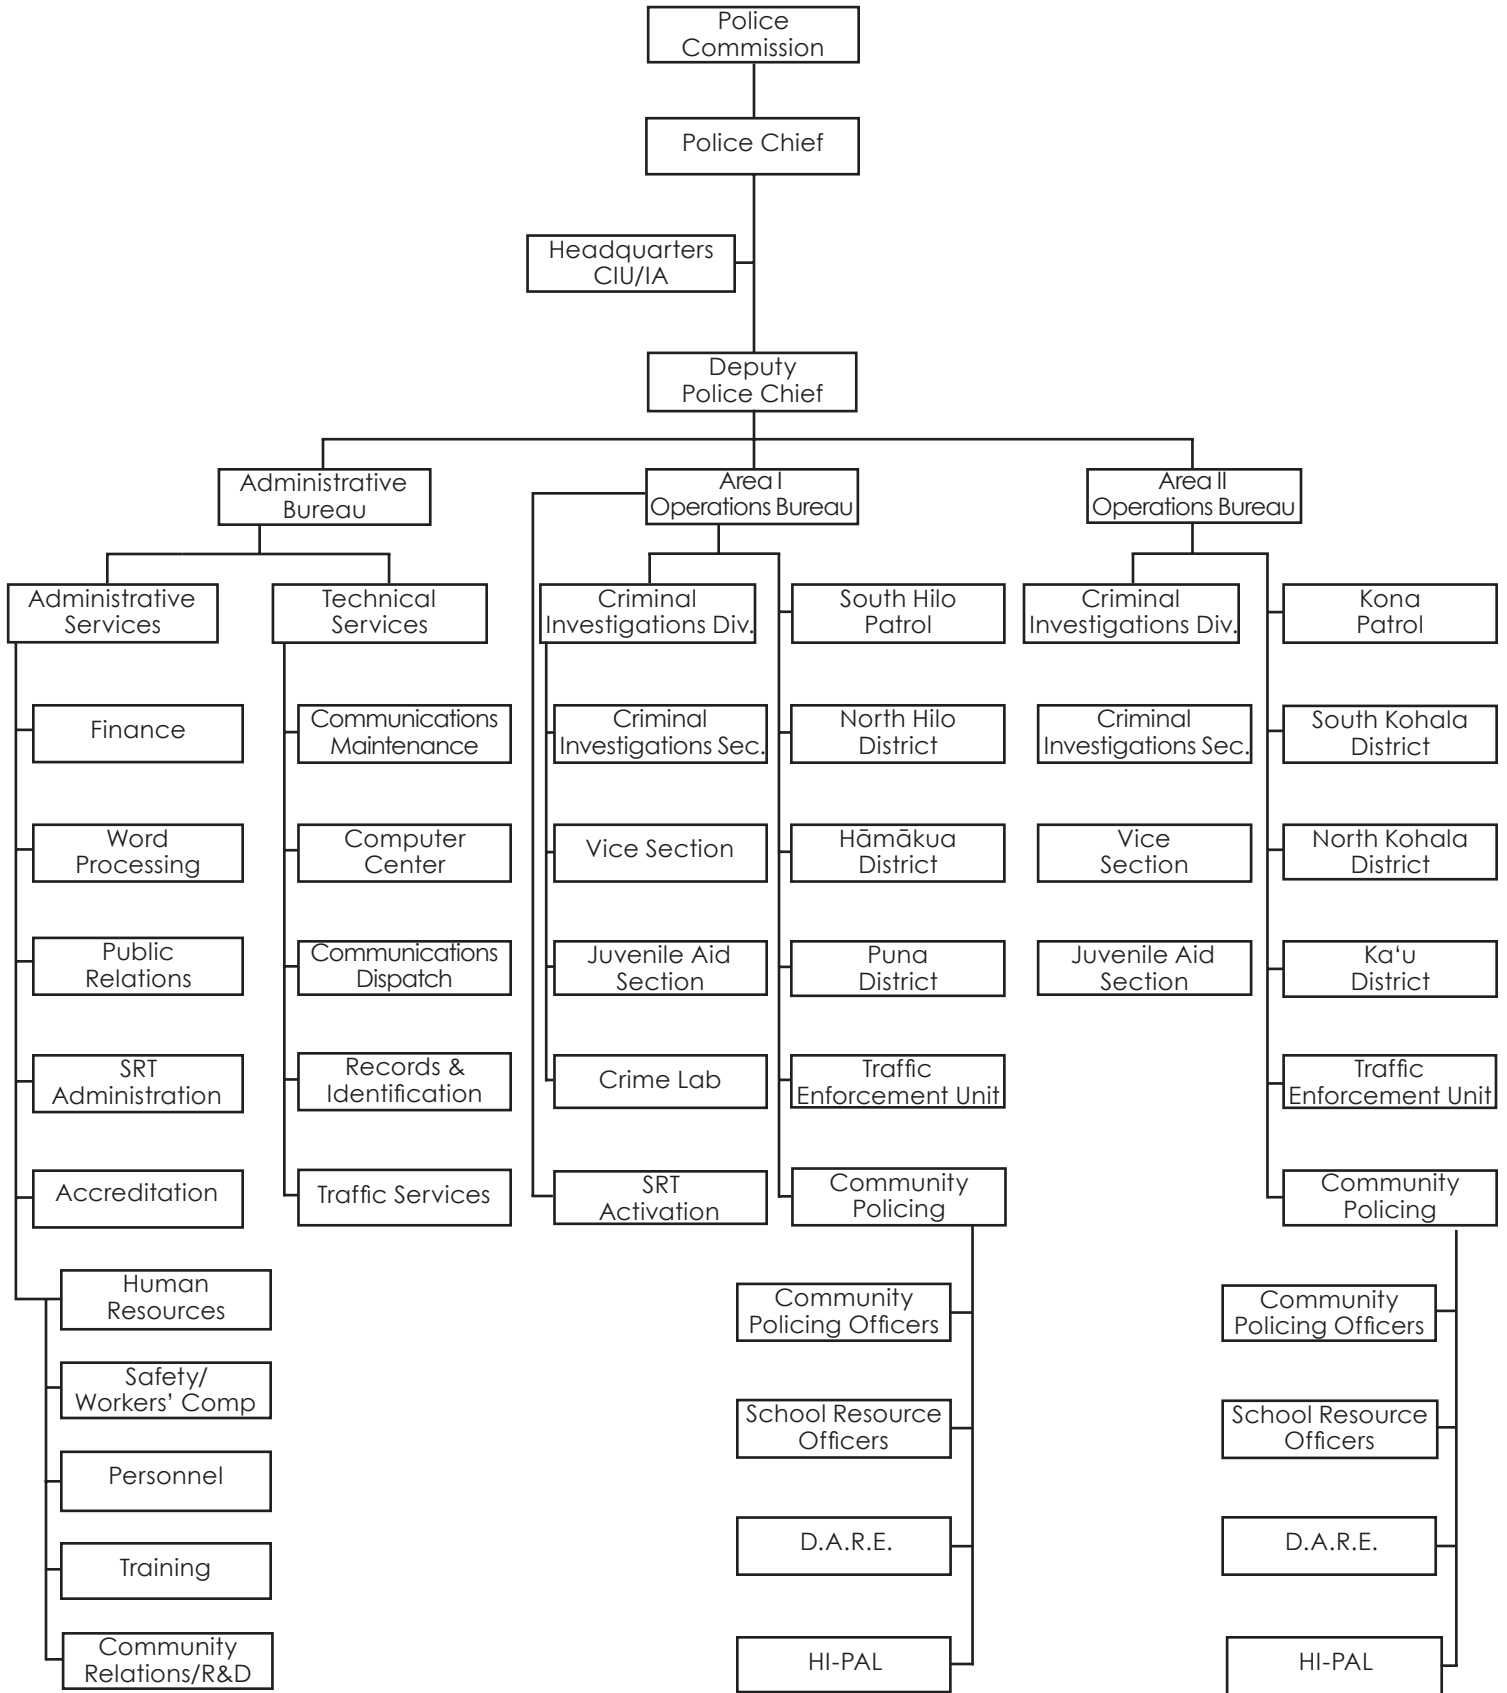 Police
Commission
Police Chief
Headquarters
CIU/IA
Deputy
Police Chief
Administrative
Bureau
Area I
Operations Bureau
Area II
Operations Bureau
Administrative
Services
Technical
Services
Criminal
Investigations Div.
South Hilo
Patrol
Criminal
Investigations Div.
Kona
Patrol
Finance
Communications
Maintenance
Criminal
Investigations Sec.
North Hilo
District
Criminal
Investigations Sec.
South Kohala
District
Word
Processing
Computer
Center
Vice Section
Hāmākua
District
Vice
Section
North Kohala
District
Public
Relations
Communications
Dispatch
Juvenile Aid
Section
Puna
District
Juvenile Aid
Section
Ka‘u
District
SRT
Administration
Records &
Identification
Crime Lab
Traffic
Enforcement Unit
Traffic
Enforcement Unit
Accreditation
Traffic Services
SRT
Activation
Community
Policing
Community
Policing
Human
Resources
Community
Policing Officers
Community
Policing Officers
Safety/
Workers’ Comp
School Resource
Officers
School Resource
Officers
Personnel
Training
D.A.R.E.
D.A.R.E.
Community
Relations/R&D
HI-PAL
HI-PAL